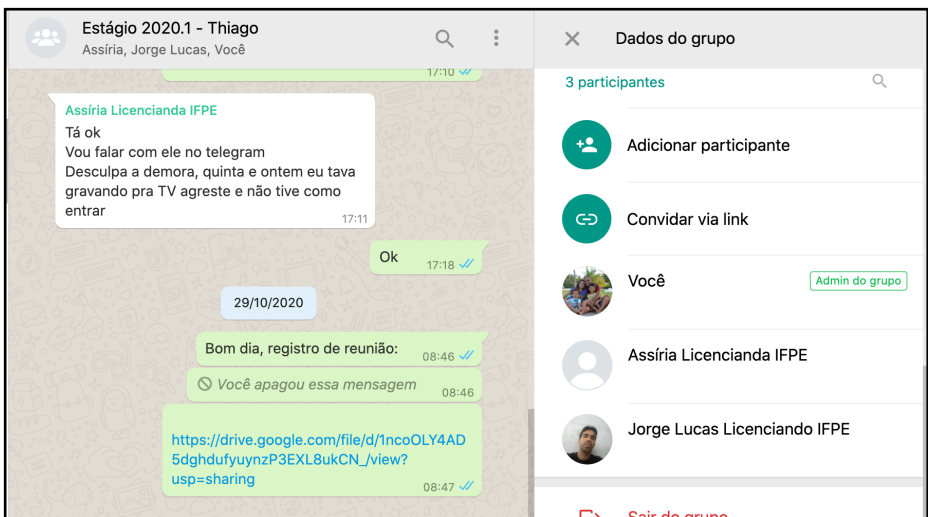 Estágio 2020.1 - Thiago
Assíria, Jorge Lucas, Você
17:10
Assíria Licencianda IFPE
Tá ok
Vou falar com ele no telegram
Desculpa a demora, quinta e ontem eu tava
gravando pra TV agreste e não tive como
entrar
17:11
Ok
17:18
29/10/2020
Bom dia, registro de reunião:
08:46
Você apagou essa mensagem
08:46
https://drive.google.com/file/d/1ncoOLY4AD
5dghdufyuynzP3EXL8ukCN_/view?
usp=sharing
08:47
Dados do grupo
3 participantes
Adicionar participante
Convidar via link
Você
Admin do grupo
Assíria Licencianda IFPE
Jorge Lucas Licenciando IFPE
Sair do grupo